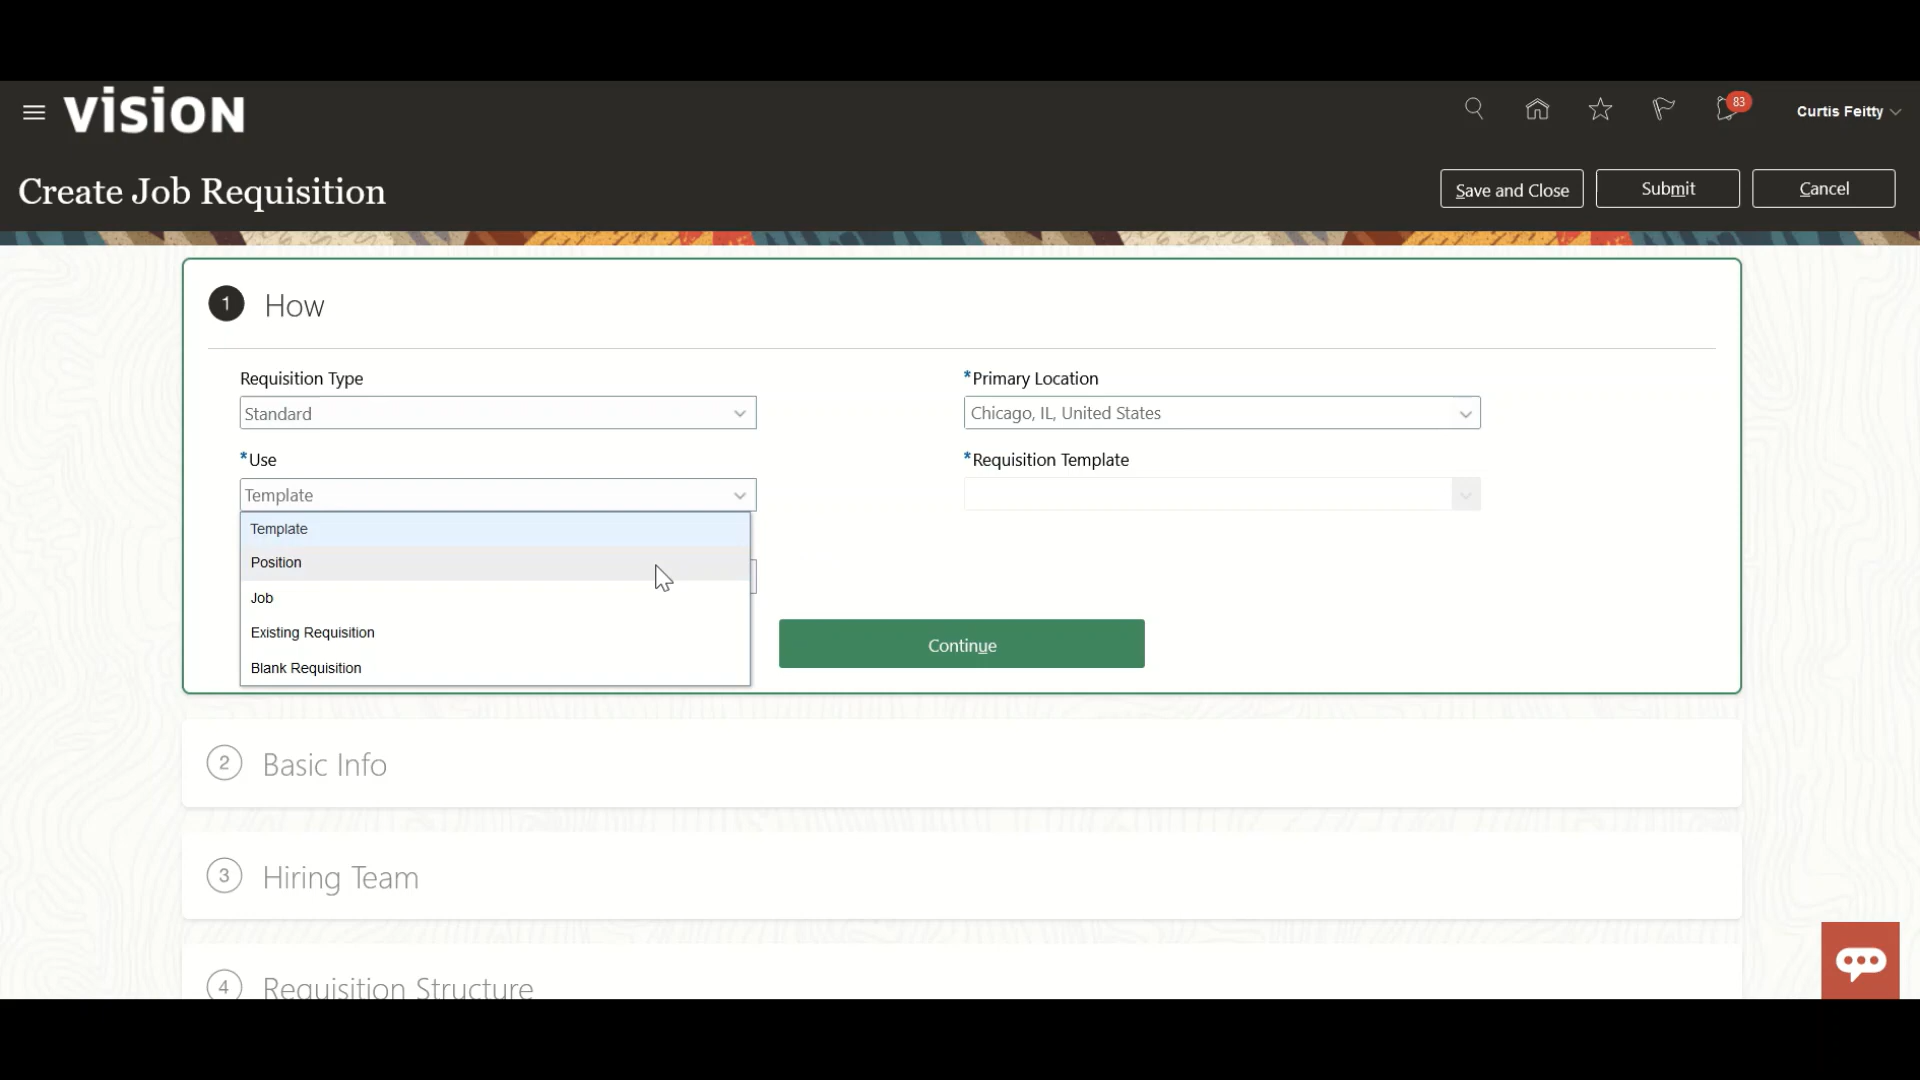 vision
83
Curtis Feitty
Create Job Requisition
Save and Close
Submit
Cancel
1 How
Requisition Type
Standard
*Primary Location
Chicago, IL, United States
*Use
Template
*Requisition Template
Template
Position
Job
Existing Requisition
Blank Requisition
Continue
2 Basic Info
3 Hiring Team
4 Requisition Structure